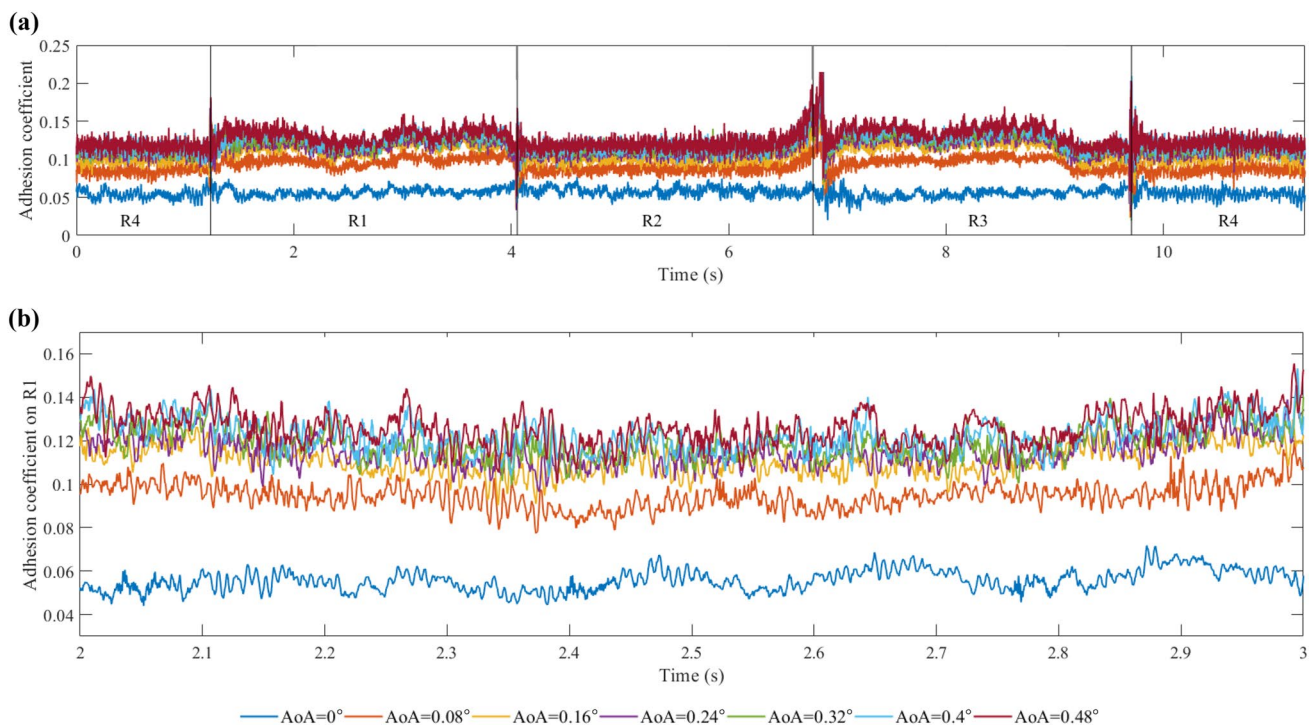 (a)
Adhesion coefficient
0.25
0.2
0.15
0.1
0.05
0
R4
R1
R2
R3
R4
0
2
4
6
8
10
Time (s)
(b)
Adhesion coefficient on R1
0.16
0.14
0.12
0.1
0.08
0.06
0.04
2
2.1
2.2
2.3
2.4
2.5
2.6
2.7
2.8
2.9
3
Time (s)
AoA=0° AoA=0.08° AoA=0.16° AoA=0.24° AoA=0.32° AoA=0.4° AoA=0.48°